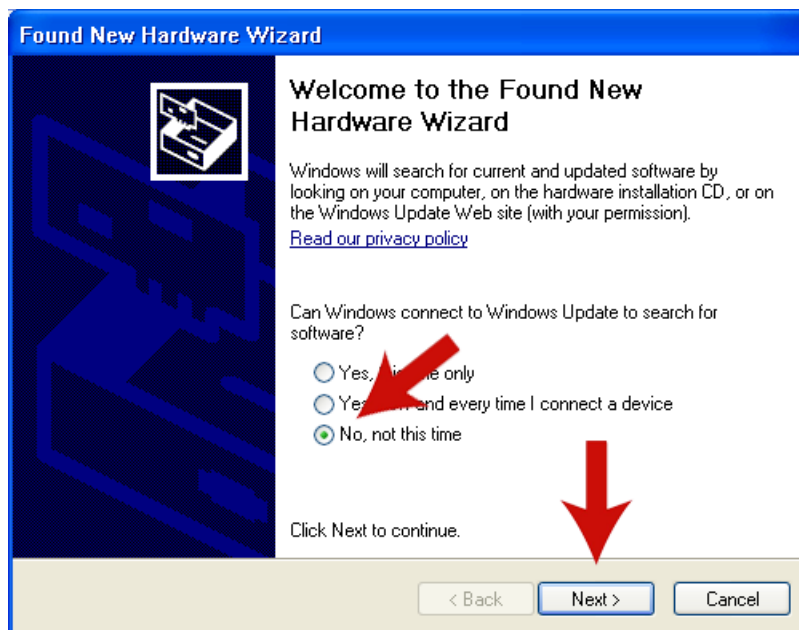 Found New Hardware Wizard
Welcome to the Found New
Hardware Wizard
Windows will search for current and updated software by
looking on your computer, on the hardware installation CD, or on
the Windows Update Web site (with your permission).
Read our privacy policy
Can Windows connect to Windows Update to search for
software?
Yes, only
and every time I connect a device
No, not this time
Click Next to continue.
< Back
Next >
Cancel